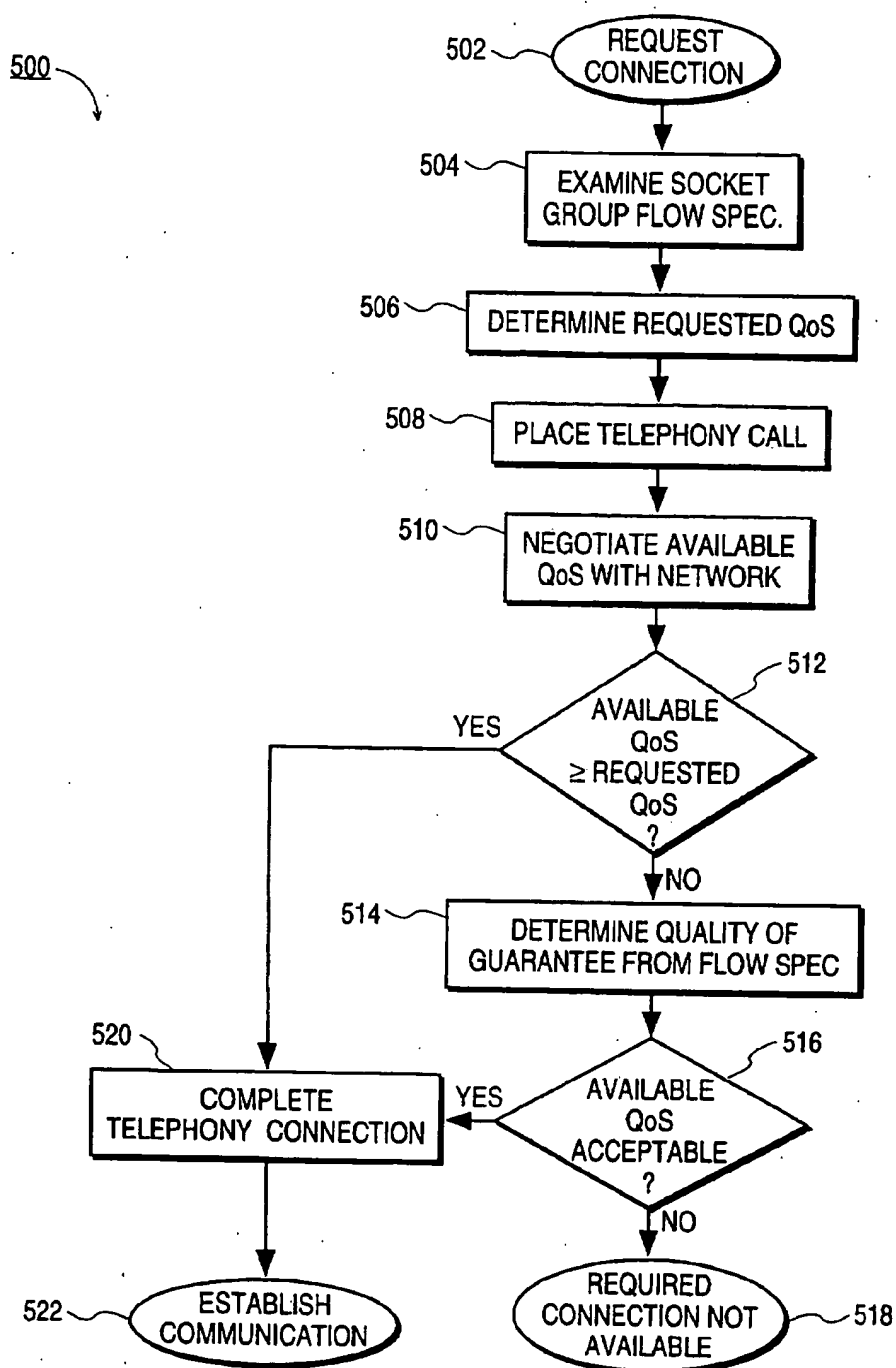 500
502
REQUEST
CONNECTION
504
EXAMINE SOCKET
GROUP FLOW SPEC.
506
DETERMINE REQUESTED QoS
508
PLACE TELEPHONY CALL
510
NEGOTIATE AVAILABLE
QoS WITH NETWORK
512
AVAILABLE
QoS
≥ REQUESTED
QoS
?
YES
NO
514
DETERMINE QUALITY OF
GUARANTEE FROM FLOW SPEC
516
AVAILABLE
QoS
ACCEPTABLE
?
YES
NO
520
COMPLETE
TELEPHONY CONNECTION
522
ESTABLISH
COMMUNICATION
REQUIRED
CONNECTION NOT
AVAILABLE
518